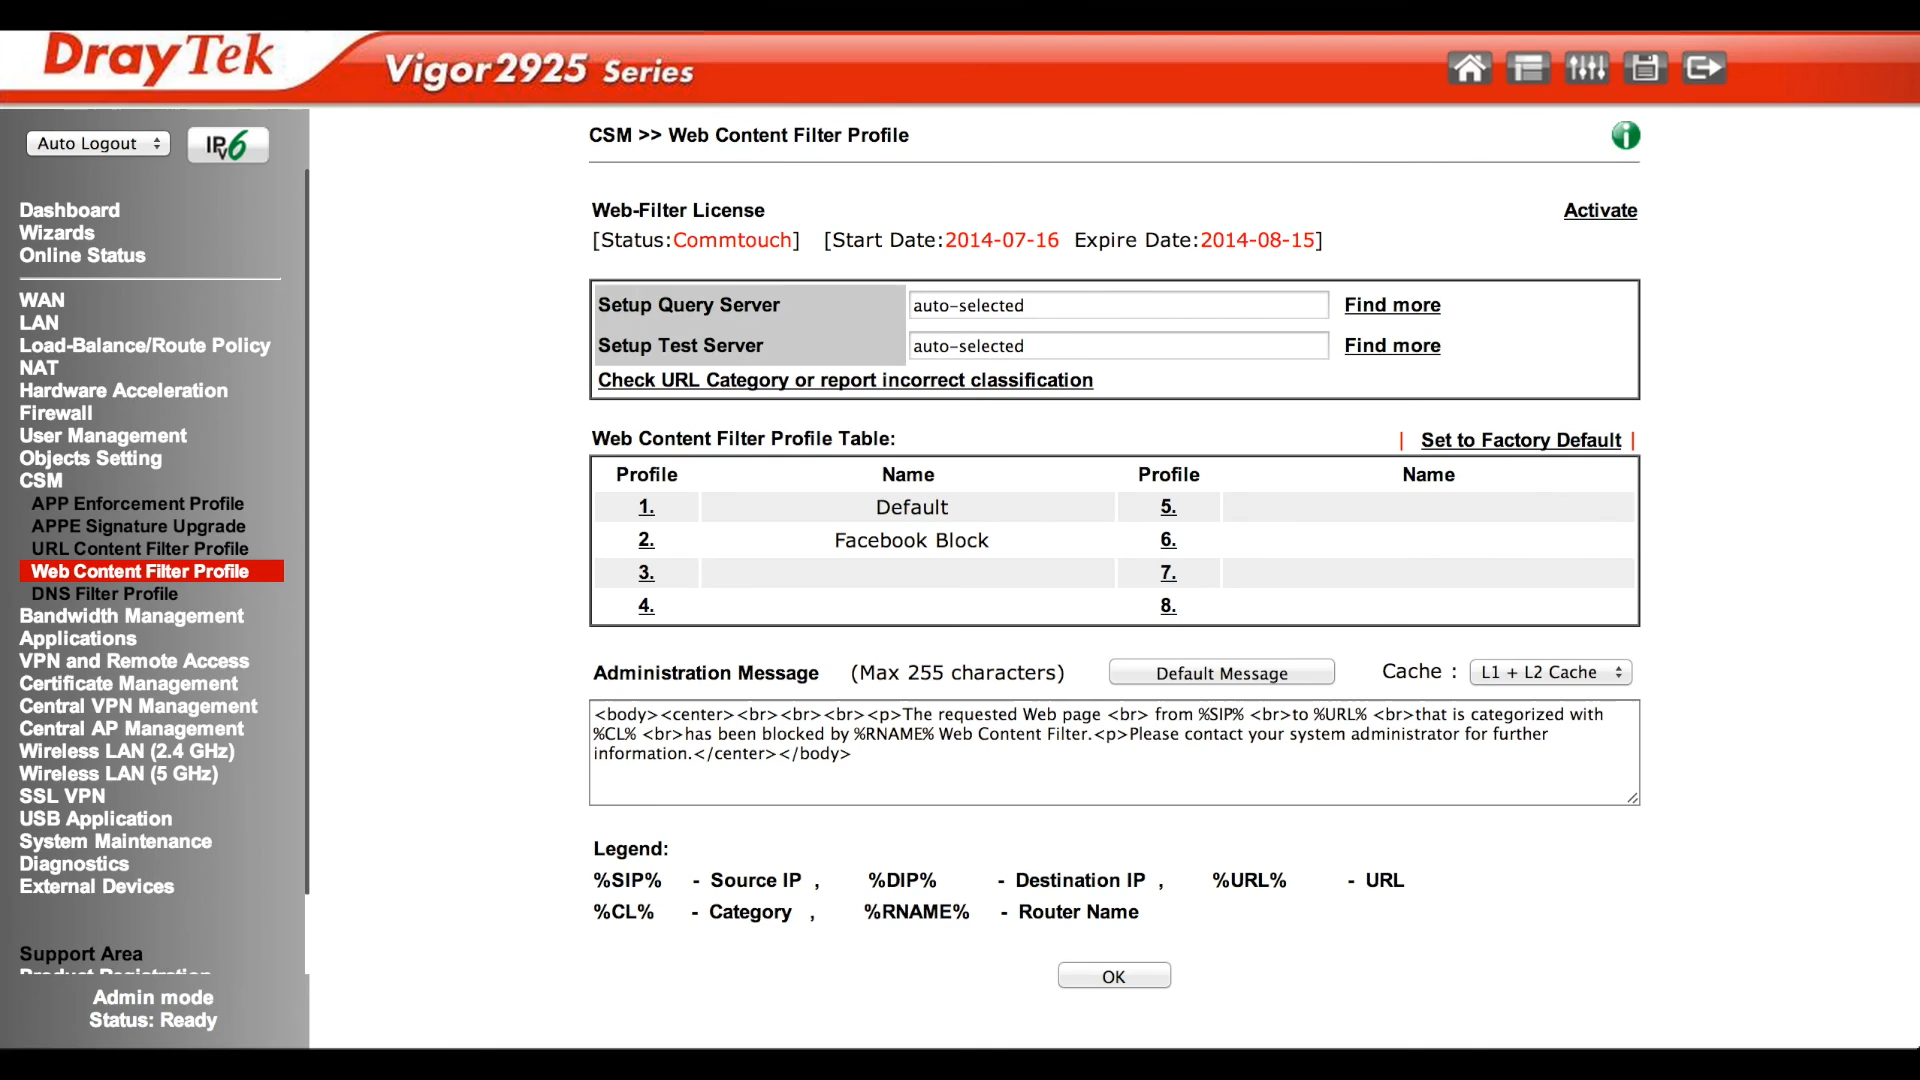 DrayTek
Vigor2925 Series
Auto Logout
IPv6
Dashboard
Wizards
Online Status
WAN
LAN
Load-Balance/Route Policy
NAT
Hardware Acceleration
Firewall
User Management
Objects Setting
CSM
APP Enforcement Profile
APPE Signature Upgrade
URL Content Filter Profile
Web Content Filter Profile
DNS Filter Profile
Bandwidth Management
Applications
VPN and Remote Access
Certificate Management
Central VPN Management
Central AP Management
Wireless LAN (2.4 GHz)
Wireless LAN (5 GHz)
SSL VPN
USB Application
System Maintenance
Diagnostics
External Devices
Support Area
Product Registration
Admin mode
Status: Ready
CSM >> Web Content Filter Profile
Web-Filter License
Activate
[Status:Commtouch] [Start Date:2014-07-16 Expire Date:2014-08-15]
Setup Query Server auto-selected Find more
Setup Test Server auto-selected Find more
Check URL Category or report incorrect classification
Web Content Filter Profile Table: | Set to Factory Default |
Profile Name Profile Name
1. Default 5.
2. Facebook Block 6.
3. 7.
4. 8.
Administration Message (Max 255 characters) Default Message Cache : L1 + L2 Cache
<body><center><br><br><br><p>The requested Web page <br> from %SIP% <br>to %URL% <br>that is categorized with
%CL% <br>has been blocked by %RNAME% Web Content Filter.<p>Please contact your system administrator for further
information.</center></body>
Legend:
%SIP% - Source IP , %DIP% - Destination IP , %URL% - URL
%CL% - Category , %RNAME% - Router Name
OK